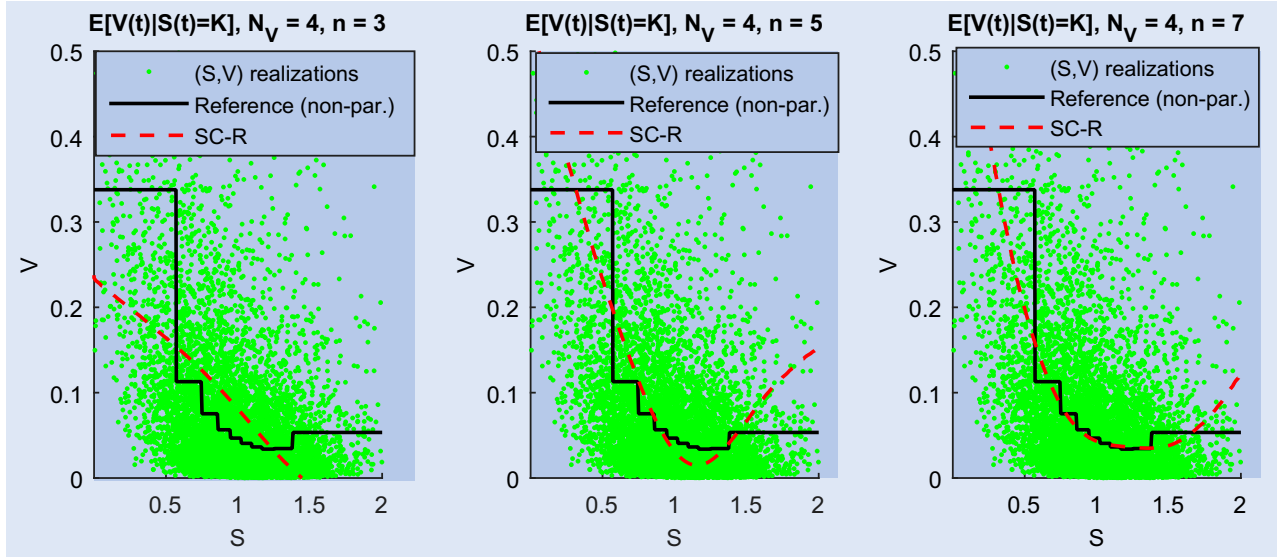 E[V(t)|S(t)=K], N_V = 4, n = 3
0.5
0.4
0.3
0.2
0.1
0
V
(S,V) realizations
Reference (non-par.)
SC-R
0.5 1 1.5 2
S
E[V(t)|S(t)=K], N_V = 4, n = 5
0.5
0.4
0.3
0.2
0.1
0
V
(S,V) realizations
Reference (non-par.)
SC-R
0.5 1 1.5 2
S
E[V(t)|S(t)=K], N_V = 4, n = 7
0.5
0.4
0.3
0.2
0.1
0
V
(S,V) realizations
Reference (non-par.)
SC-R
0.5 1 1.5 2
S